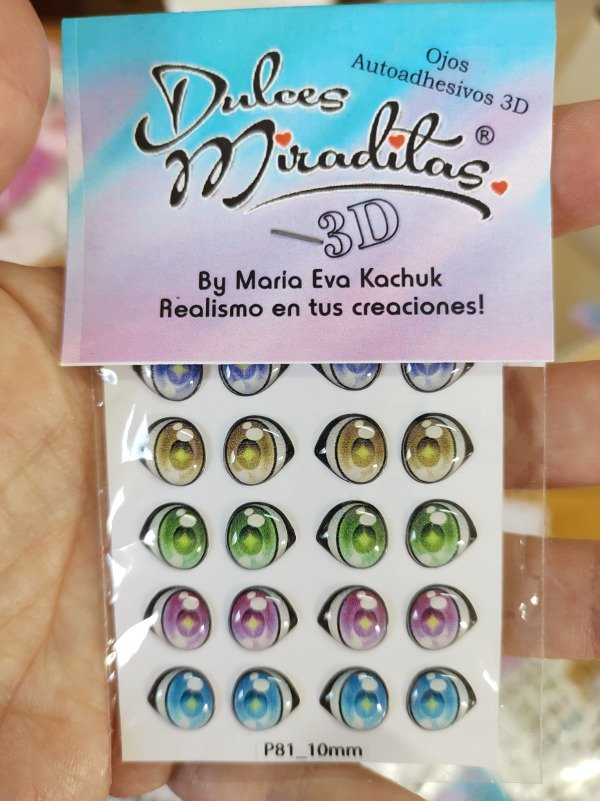 Ojos
Autoadhesivos 3D
Dulces
Miraditas®
3D
By Maria Eva Kachuk
Realismo en tus creaciones!
P81_10mm